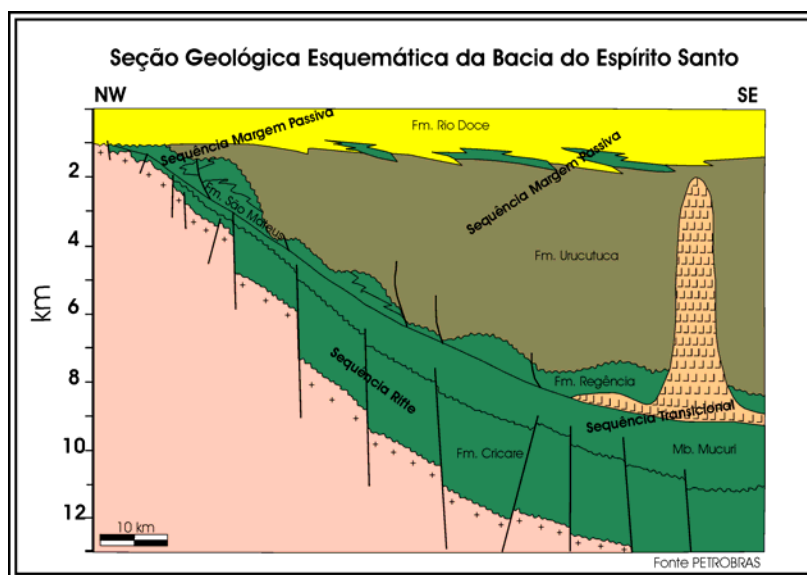 Seção Geológica Esquemática da Bacia do Espírito Santo
NW
SE
Fm. Rio Doce
Sequência Margem Passiva
Sequência Margem Passiva
2
Fm. São Mateus
4
Fm. Urucutuca
km
6
Sequência Rifte
8
Fm. Regência
Sequência Transicional
10
Fm. Cricare
Mb. Mucuri
12
10 km
Fonte PETROBRAS